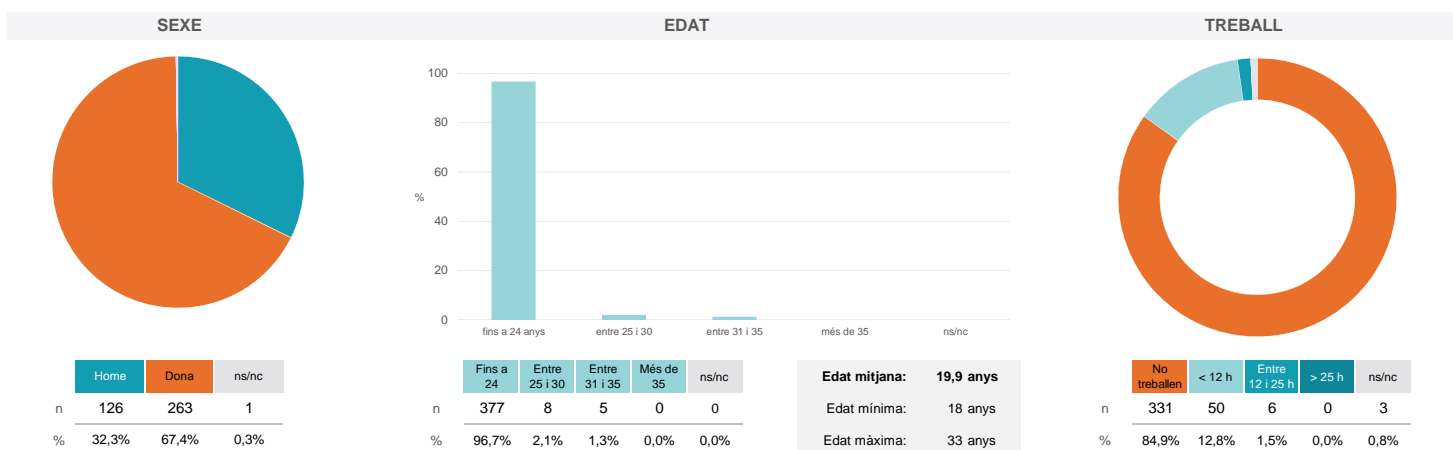 SEXE
EDAT
TREBALL
100
80
60
%
40
20
0
fins a 24 anys
entre 25 i 30
entre 31 i 35
més de 35
ns/nc
Home Dona ns/nc
n 126 263 1
% 32,3% 67,4% 0,3%
Fins a 24 Entre 25 i 30 Entre 31 i 35 Més de 35 ns/nc
n 377 8 5 0 0
% 96,7% 2,1% 1,3% 0,0% 0,0%
Edat mitjana: 19,9 anys
Edat mínima: 18 anys
Edat màxima: 33 anys
No treballen < 12 h Entre 12 i 25 h > 25 h ns/nc
n 331 50 6 0 3
% 84,9% 12,8% 1,5% 0,0% 0,8%